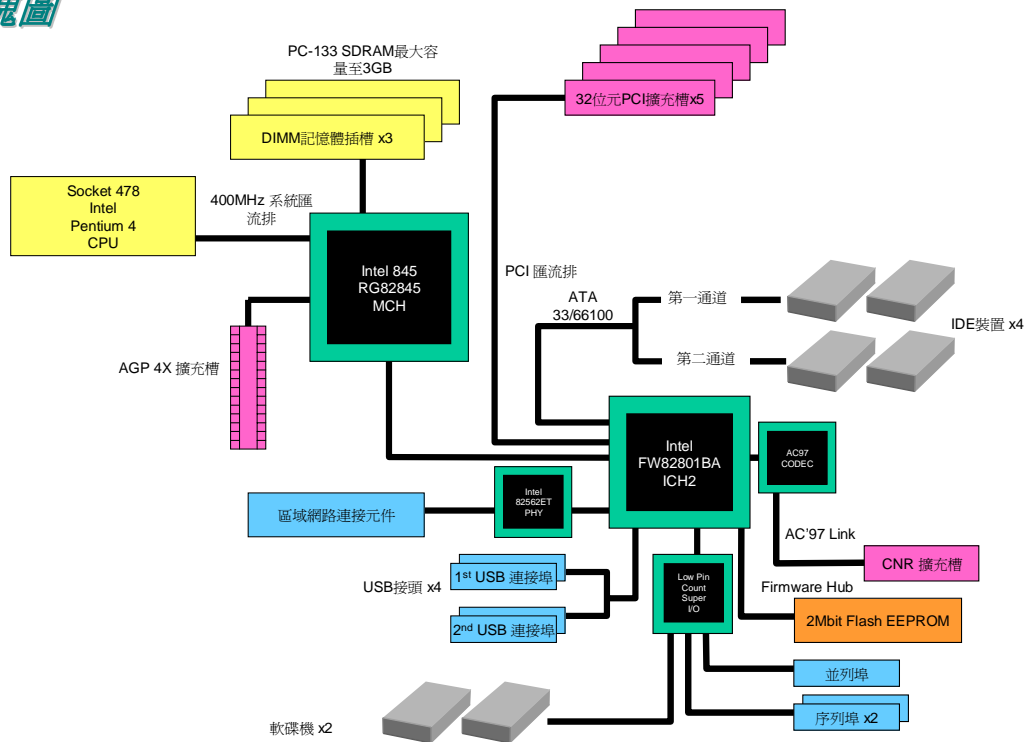 PC-133 SDRAM最大容
量至3GB
32位元PCI擴充槽x5
DIMM記憶體插槽 x3
Socket 478
Intel
Pentium 4
CPU
400MHz 系統匯
流排
Intel 845
RG82845
MCH
PCI 匯流排
ATA
33/66100
第一通道
第二通道
IDE裝置 x4
AGP 4X 擴充槽
Intel
FW82801BA
ICH2
AC97
CODEC
Intel
82562ET
PHY
區域網路連接元件
AC'97 Link
CNR 擴充槽
USB接頭 x4
1st USB 連接埠
2nd USB 連接埠
Low Pin
Count
Super
I/O
Firmware Hub
2Mbit Flash EEPROM
並列埠
序列埠 x2
軟碟機 x2